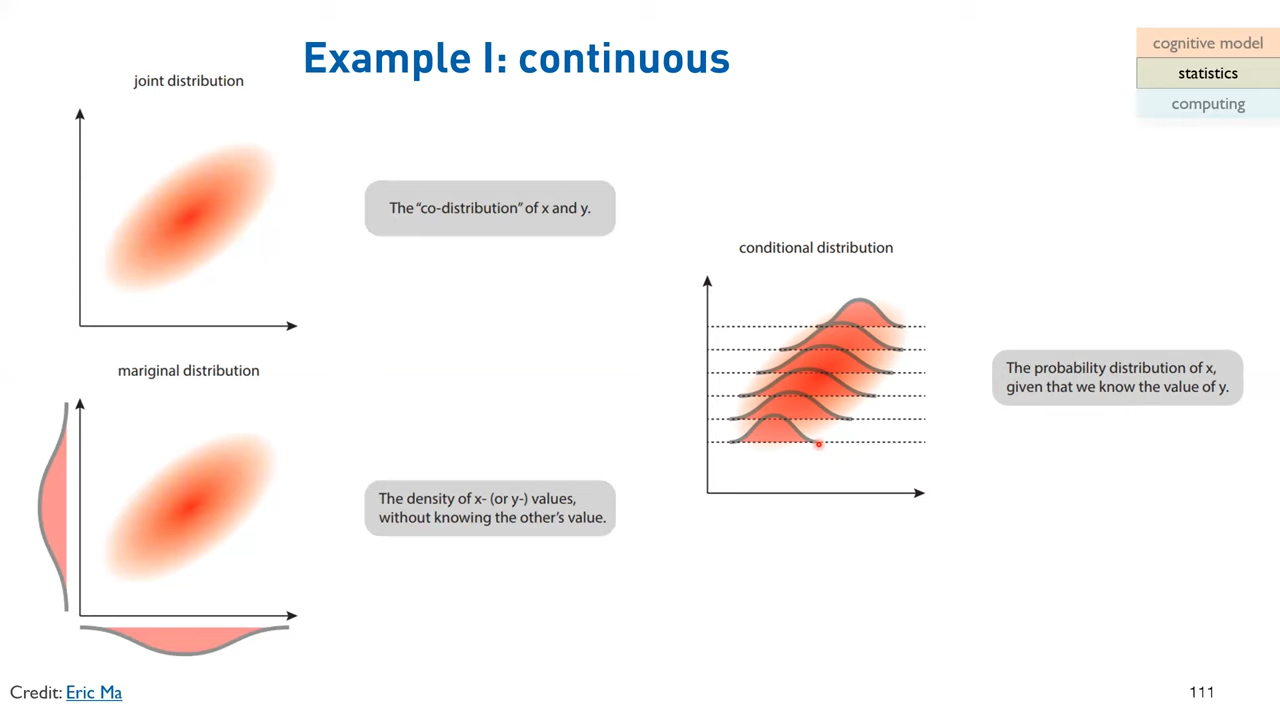 Example I: continuous
cognitive model
statistics
computing
joint distribution
The “co-distribution” of x and y.
mariginal distribution
The density of x- (or y-) values,
without knowing the other's value.
conditional distribution
The probability distribution of x,
given that we know the value of y.
Credit: Eric Ma
111